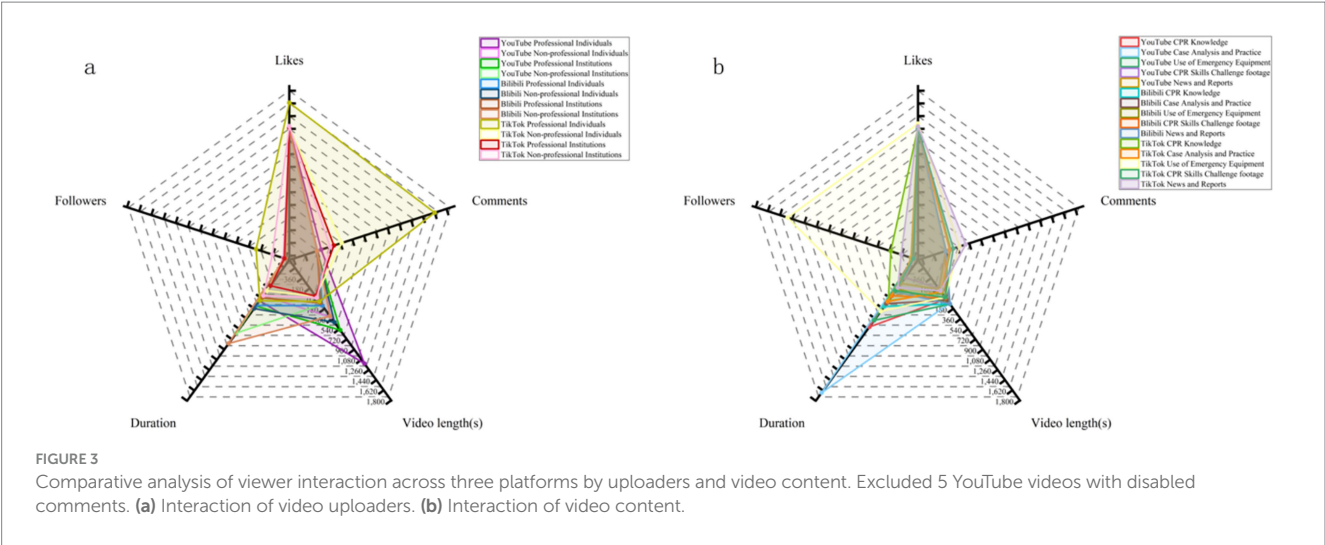 a
Likes
Comments
Video length(s)
Duration
Followers
540
720
900
1,080
1,260
1,440
1,620
1,800
YouTube Professional Individuals
YouTube Non-professional Individuals
YouTube Professional Institutions
YouTube Non-professional Institutions
Bilibili Professional Individuals
Blibili Non-professional Individuals
Blibili Professional Institutions
Blibili Non-professional Institutions
TikTok Professional Individuals
TikTok Non-professional Individuals
TikTok Professional Institutions
TikTok Non-professional Institutions
b
Likes
Comments
Video length(s)
Duration
Followers
360
540
720
900
1,080
1,260
1,440
1,620
1,800
YouTube CPR Knowledge
YouTube Case Analysis and Practice
YouTube Use of Emergency Equipment
YouTube CPR Skills Challenge footage
YouTube News and Reports
Bilibili CPR Knowledge
Blibili Case Analysis and Practice
Blibili Use of Emergency Equipment
Blibili CPR Skills Challenge footage
Bilibili News and Reports
TikTok CPR Knowledge
TikTok Case Analysis and Practice
TikTok Use of Emergency Equipment
TikTok CPR Skills Challenge footage
TikTok News and Reports
FIGURE 3
Comparative analysis of viewer interaction across three platforms by uploaders and video content. Excluded 5 YouTube videos with disabled
comments. (a) Interaction of video uploaders. (b) Interaction of video content.